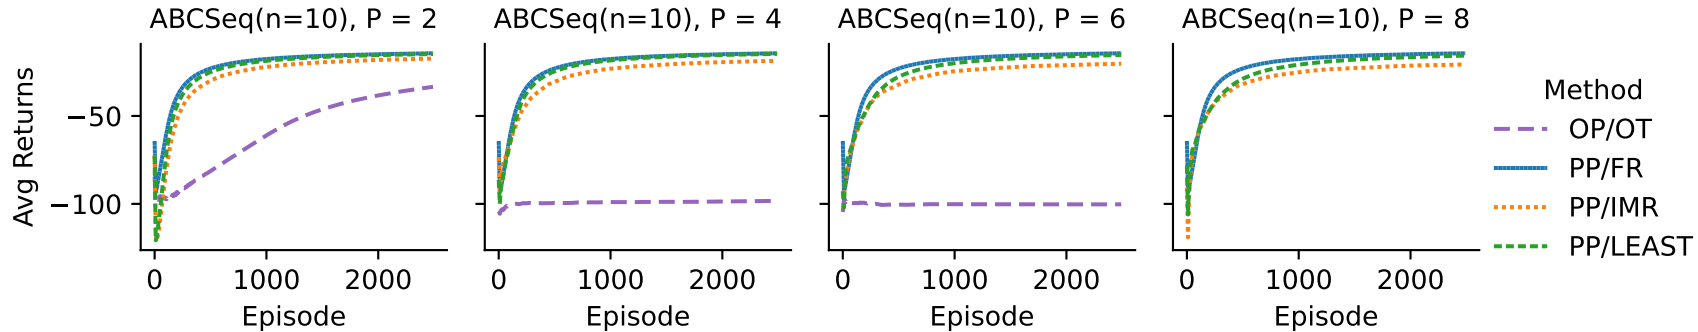 ABCSeq(n=10), P = 2
ABCSeq(n=10), P = 4
ABCSeq(n=10), P = 6
ABCSeq(n=10), P = 8
Avg Returns
−50
−100
0 1000 2000
0 1000 2000
0 1000 2000
0 1000 2000
Episode
Episode
Episode
Episode
Method
OP/OT
PP/FR
PP/IMR
PP/LEAST